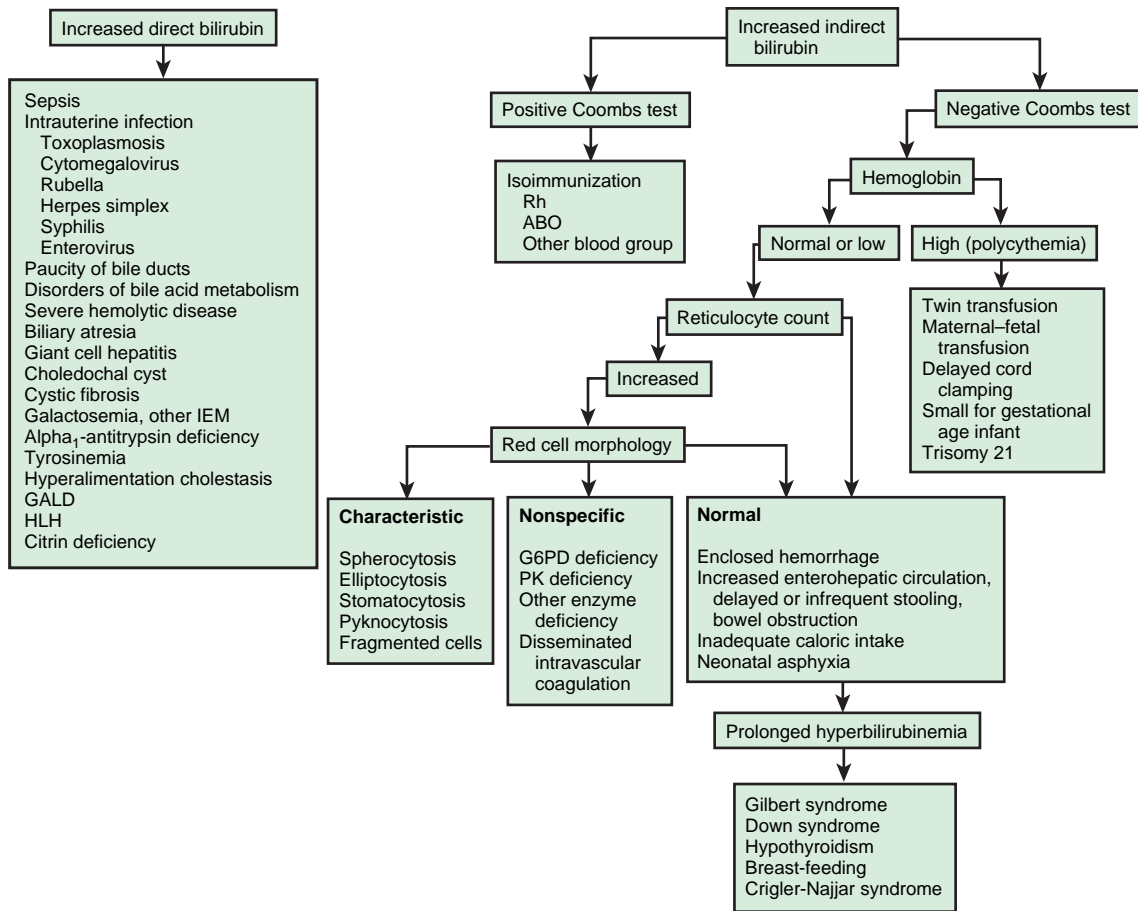 Increased direct bilirubin
Sepsis
Intrauterine infection
Toxoplasmosis
Cytomegalovirus
Rubella
Herpes simplex
Syphilis
Enterovirus
Paucity of bile ducts
Disorders of bile acid metabolism
Severe hemolytic disease
Biliary atresia
Giant cell hepatitis
Choledochal cyst
Cystic fibrosis
Galactosemia, other IEM
Alpha1-antitrypsin deficiency
Tyrosinemia
Hyperalimentation cholestasis
GALD
HLH
Citrin deficiency
Increased indirect
bilirubin
Positive Coombs test
Isoimmunization
Rh
ABO
Other blood group
Negative Coombs test
Hemoglobin
Normal or low
High (polycythemia)
Twin transfusion
Maternal–fetal
transfusion
Delayed cord
clamping
Small for gestational
age infant
Trisomy 21
Reticulocyte count
Increased
Red cell morphology
Characteristic
Spherocytosis
Elliptocytosis
Stomatocytosis
Pyknocytosis
Fragmented cells
Nonspecific
G6PD deficiency
PK deficiency
Other enzyme
deficiency
Disseminated
intravascular
coagulation
Normal
Enclosed hemorrhage
Increased enterohepatic circulation,
delayed or infrequent stooling,
bowel obstruction
Inadequate caloric intake
Neonatal asphyxia
Prolonged hyperbilirubinemia
Gilbert syndrome
Down syndrome
Hypothyroidism
Breast-feeding
Crigler-Najjar syndrome